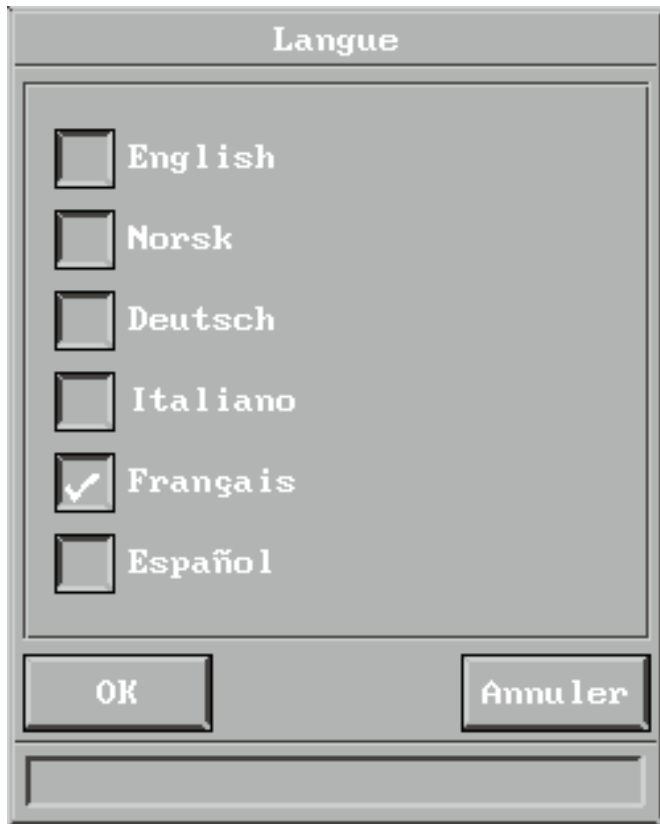 Langue
English
Norsk
Deutsch
Italiano
Français
Español
OK Annuler